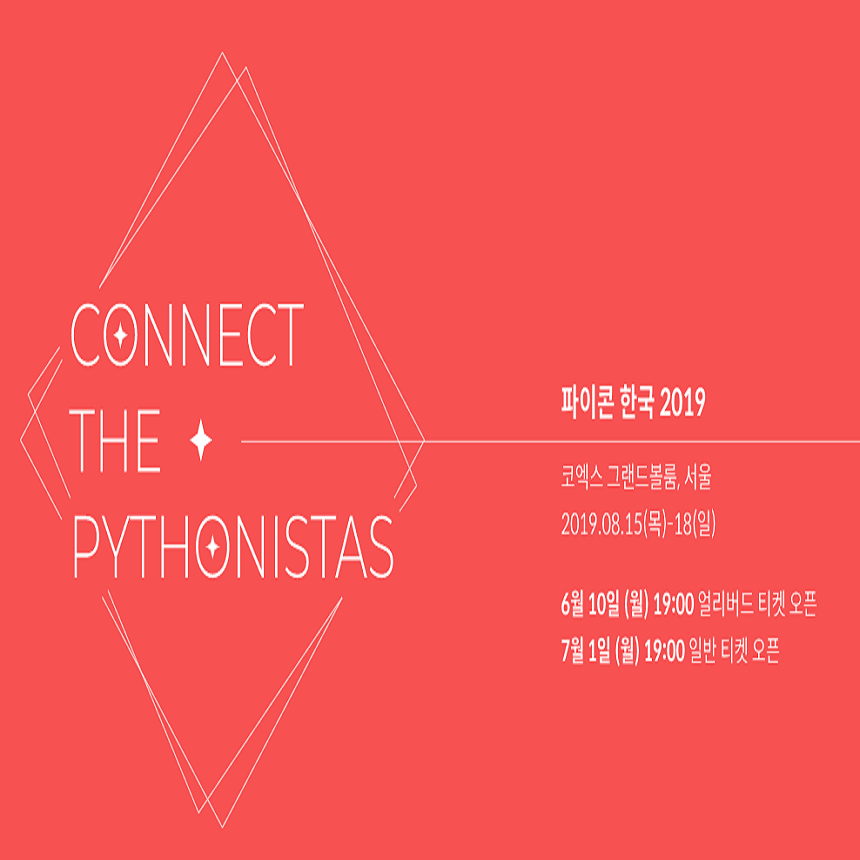 CONNECT
THE
PYTHONISTAS
파이콘 한국 2019
코엑스 그랜드볼룸, 서울
2019.08.15(목)-18(일)
6월 10일 (월) 19:00 얼리버드 티켓 오픈
7월 1일 (월) 19:00 일반 티켓 오픈